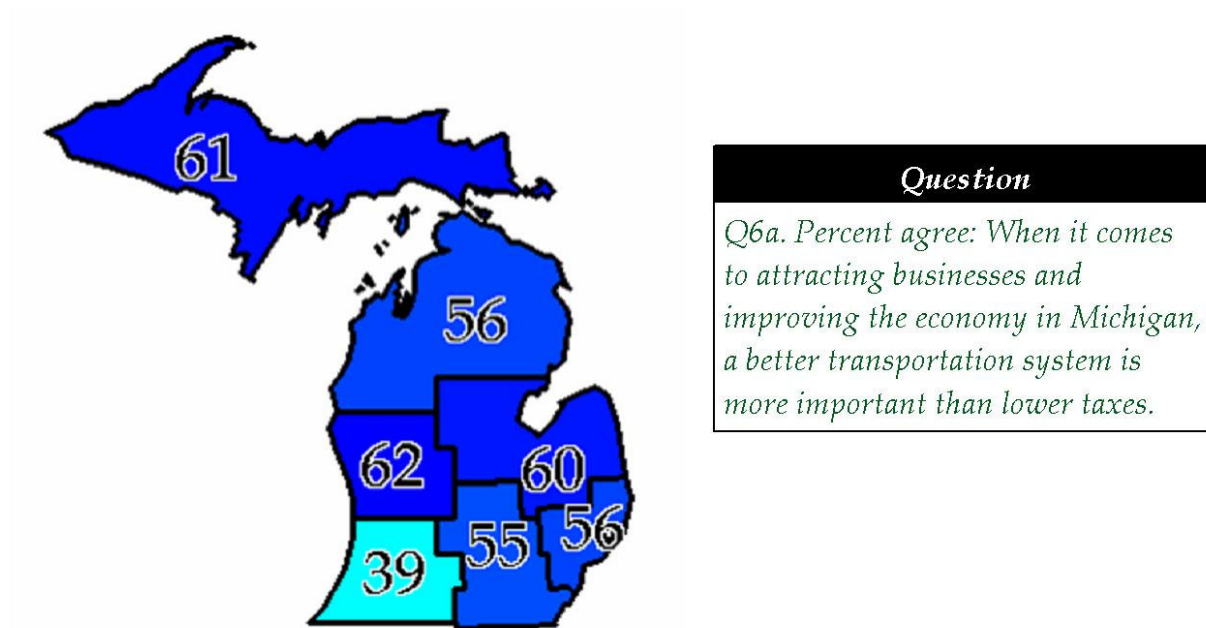 61
Question
Q6a. Percent agree: When it comes
to attracting businesses and
improving the economy in Michigan,
a better transportation system is
more important than lower taxes.
56
62
60
55
56
39